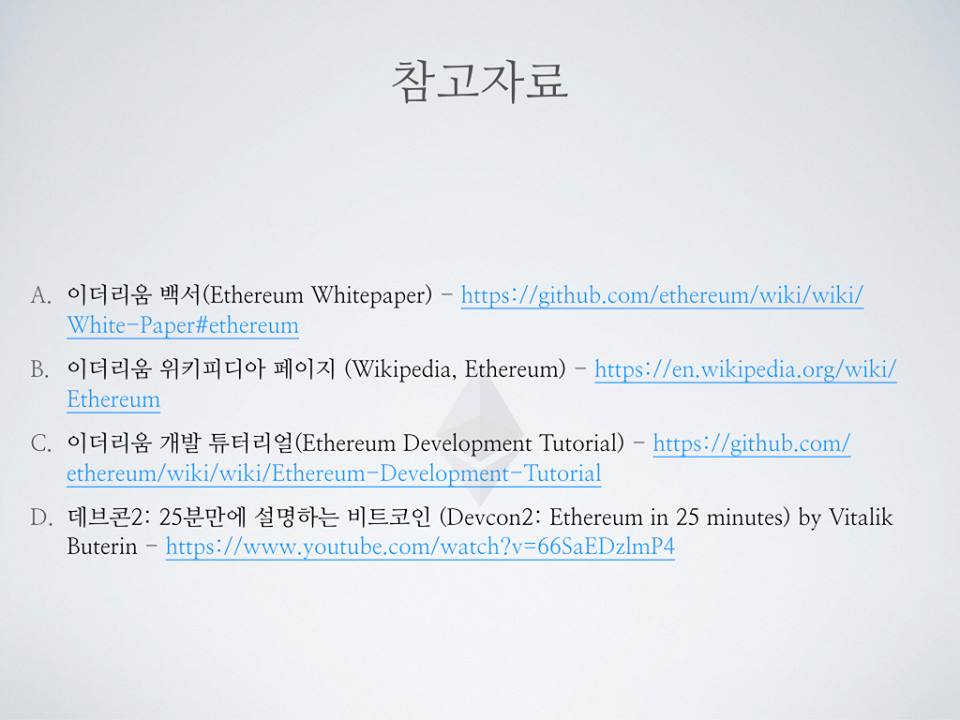 참고자료
A. 이더리움 백서(Ethereum Whitepaper) - https://github.com/ethereum/wiki/wiki/
White-Paper#ethereum
B. 이더리움 위키피디아 페이지 (Wikipedia, Ethereum) - https://en.wikipedia.org/wiki/
Ethereum
C. 이더리움 개발 튜터리얼(Ethereum Development Tutorial) - https://github.com/
ethereum/wiki/wiki/Ethereum-Development-Tutorial
D. 데브콘2: 25분만에 설명하는 비트코인 (Devcon2: Ethereum in 25 minutes) by Vitalik
Buterin - https://www.youtube.com/watch?v=66SaEDzlmP4